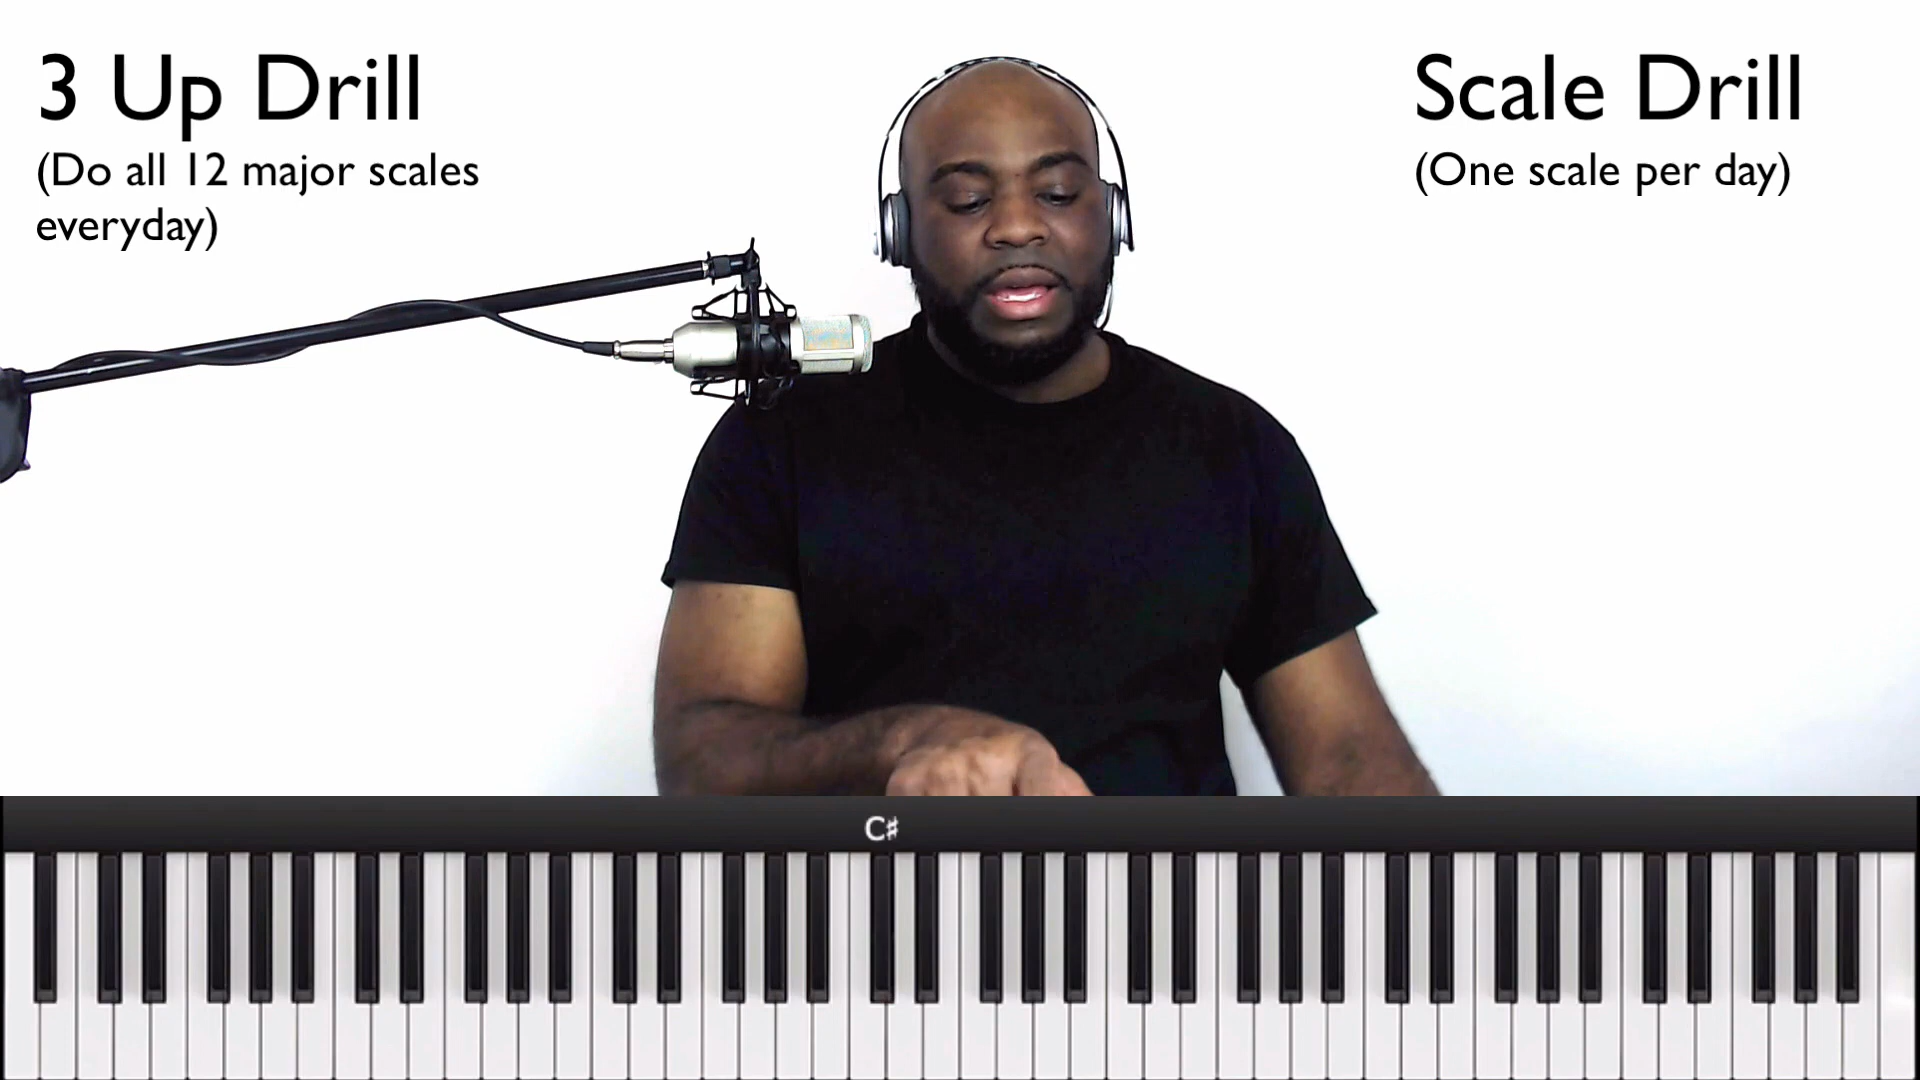 3 Up Drill
(Do all 12 major scales
everyday)
Scale Drill
(One scale per day)
C♯